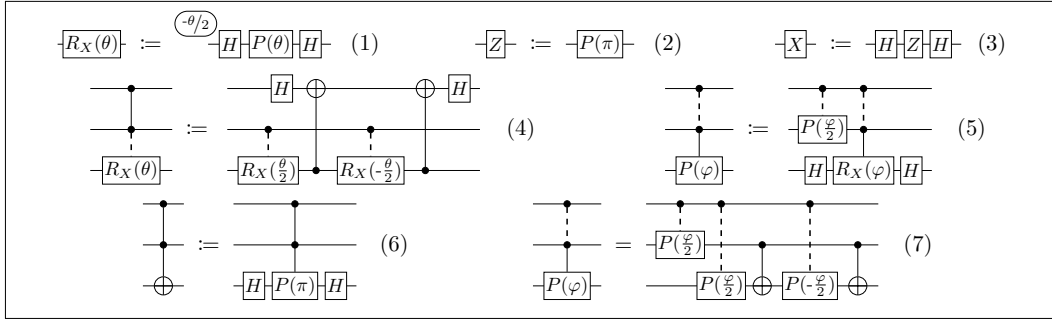 -θ/2
R_X(θ) := H P(θ) H (1) Z := P(π) (2) X := H Z H (3)
H H
R_X(θ) := R_X(θ/2) R_X(-θ/2) (4) P(φ) := P(φ/2) H R_X(φ) H (5)
:= H P(π) H (6) P(φ) = P(φ/2) P(φ/2) P(-φ/2) (7)